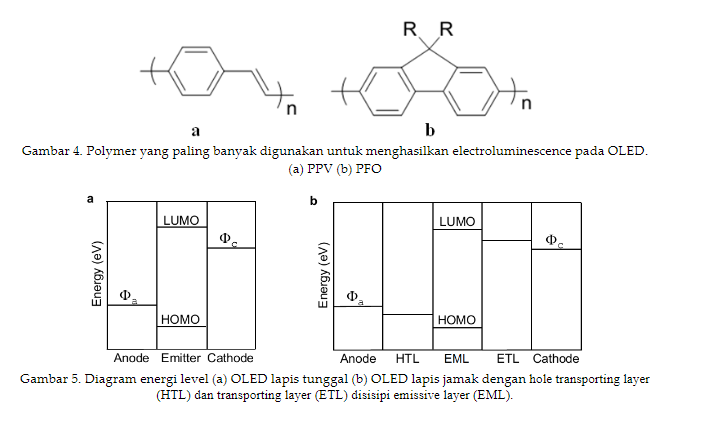 R R
n
n
a
b
Gambar 4. Polymer yang paling banyak digunakan untuk menghasilkan electroluminescence pada OLED.
(a) PPV (b) PFO
a
LUMO
Φc
Energy (eV)
Φa
HOMO
Anode Emitter Cathode
b
LUMO
Φc
Energy (eV)
Φa
HOMO
Anode HTL EML ETL Cathode
Gambar 5. Diagram energi level (a) OLED lapis tunggal (b) OLED lapis jamak dengan hole transporting layer
(HTL) dan transporting layer (ETL) disisipi emissive layer (EML).